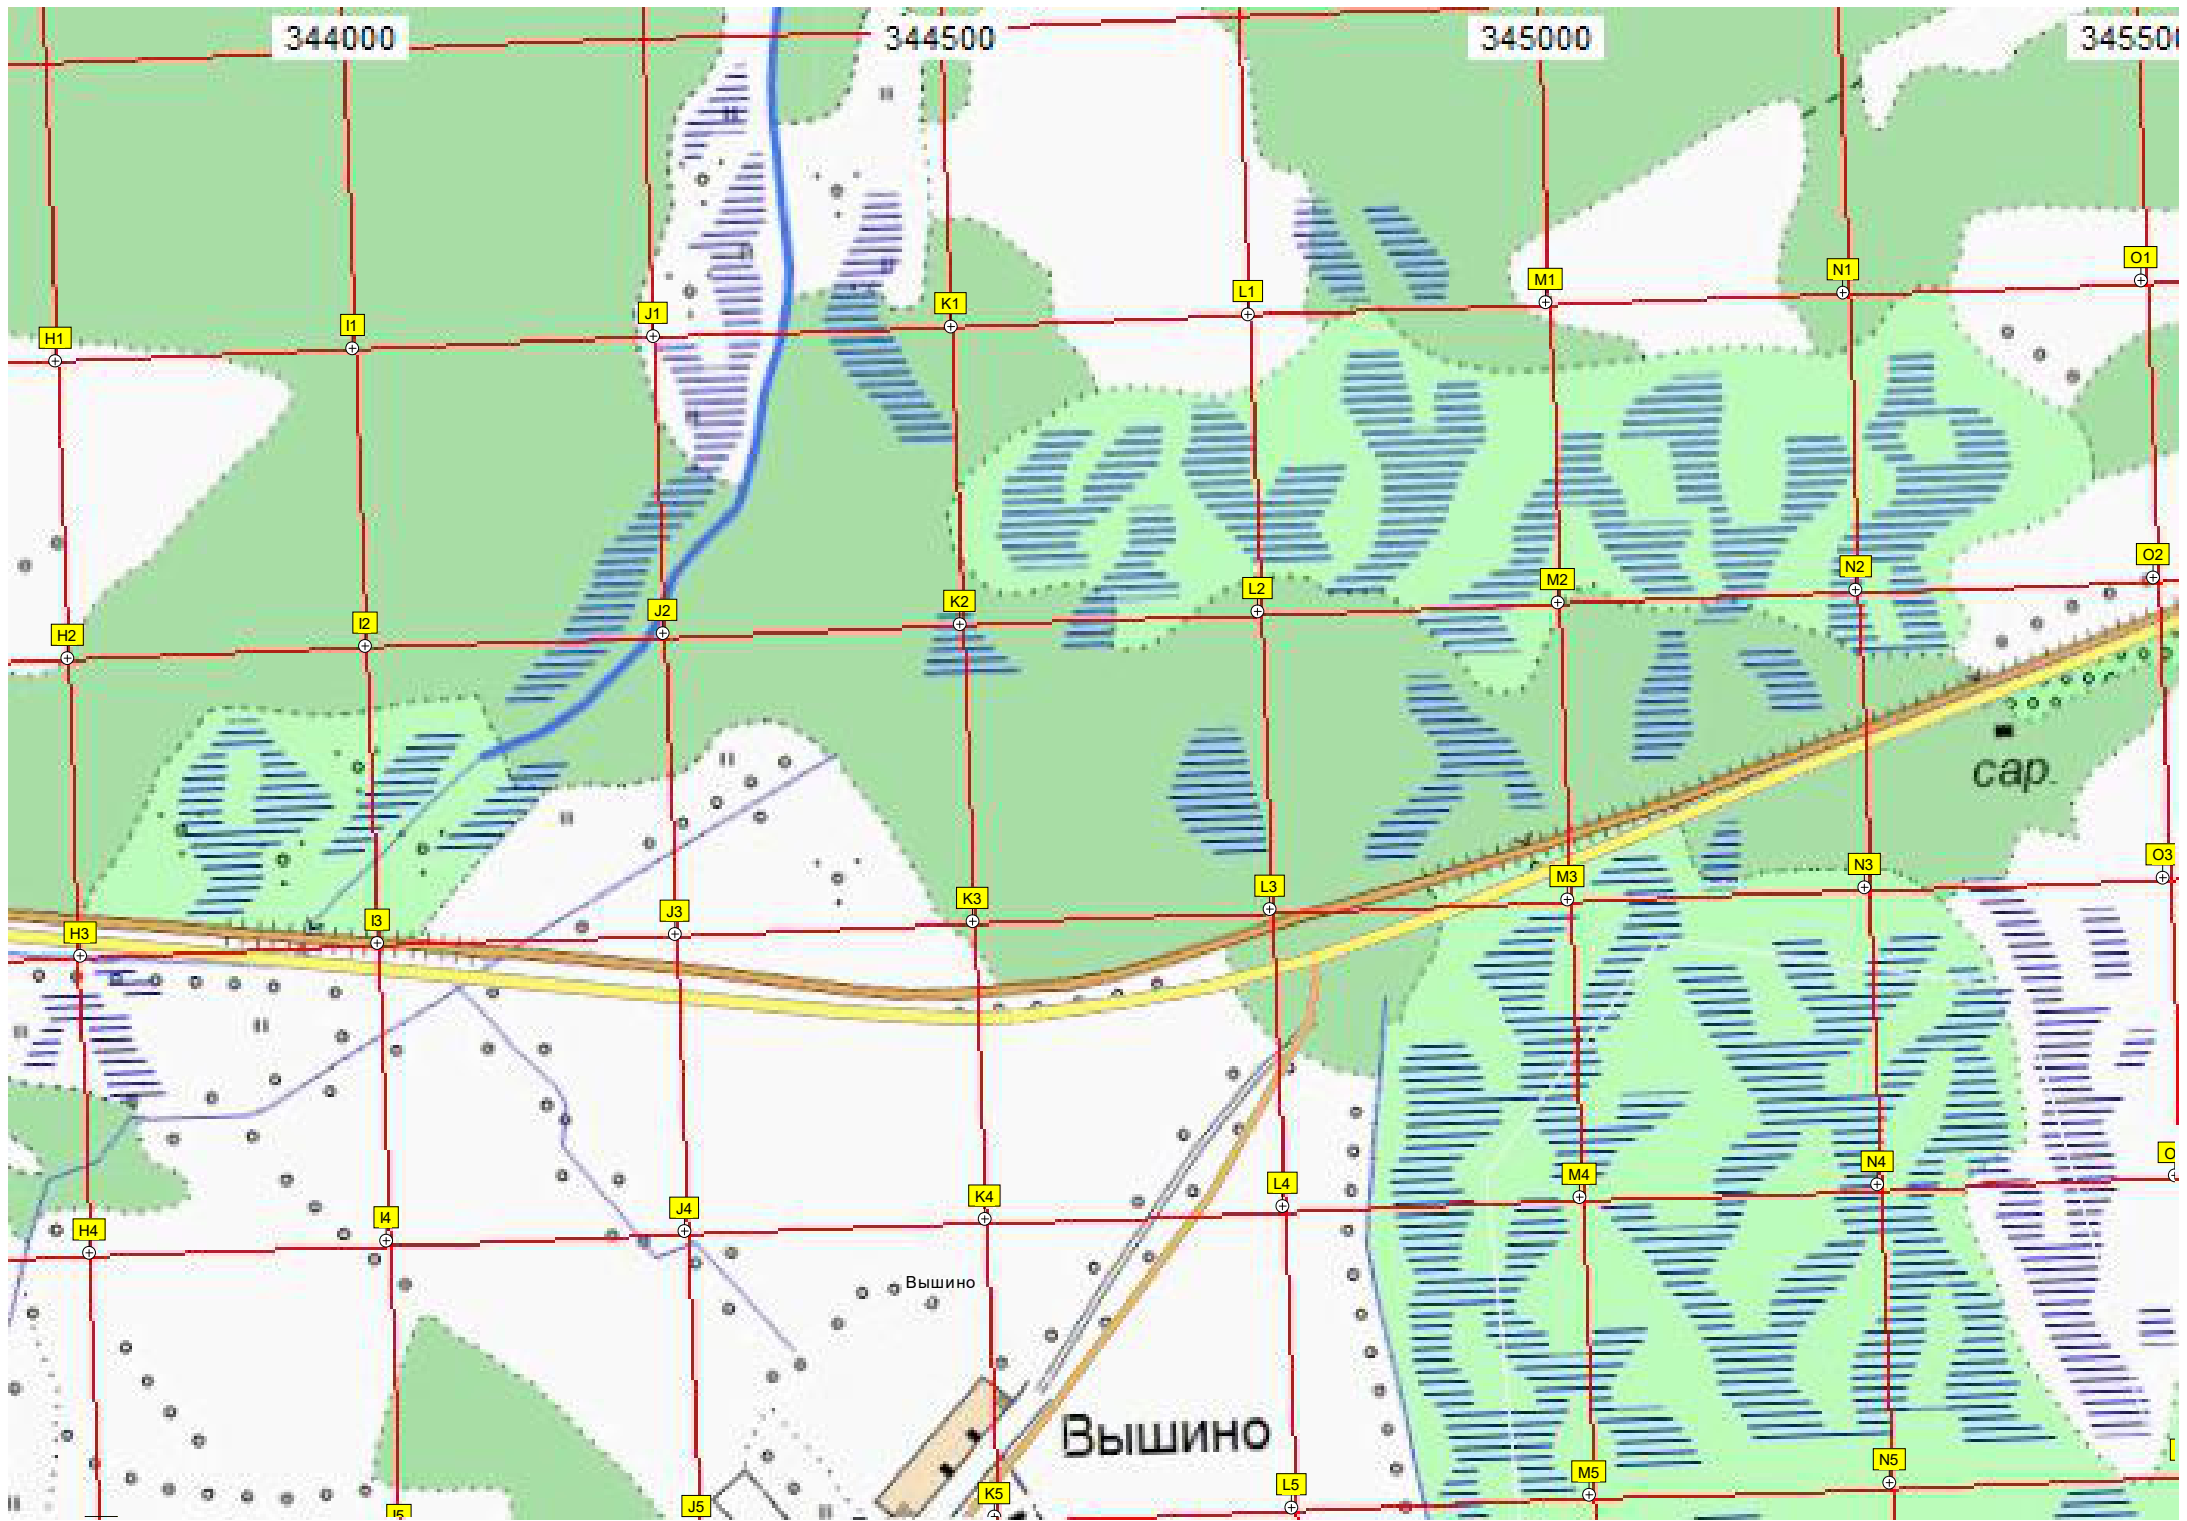 344000 344500 345000 34550
H1 I1 J1 K1 L1 M1 N1 O1
H2 I2 J2 K2 L2 M2 N2 O2
сар.
H3 I3 J3 K3 L3 M3 N3 O3
H4 I4 J4 K4 L4 M4 N4 O
Вышино
Вышино
I5 J5 K5 L5 M5 N5